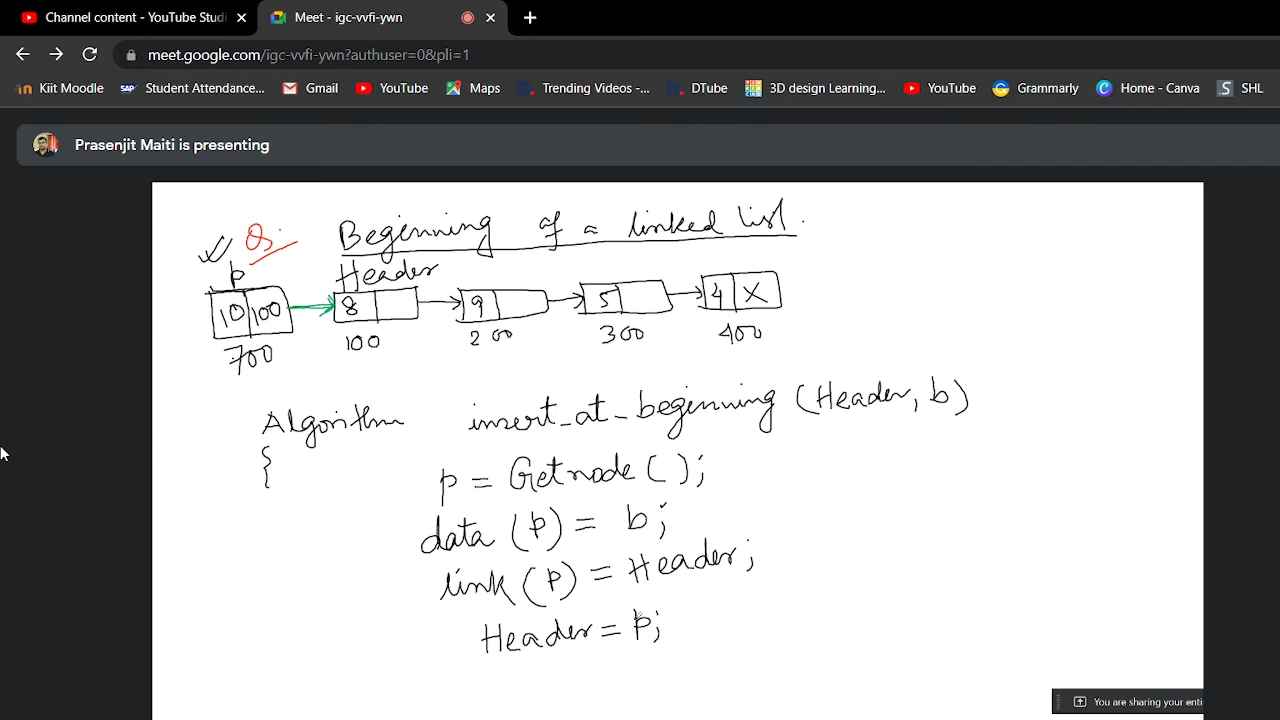 Channel content - YouTube Studi
Meet - igc-vvfi-ywn
meet.google.com/igc-vvfi-ywn?authuser=0&pli=1
Kiit Moodle Student Attendance... Gmail YouTube Maps Trending Videos -... DTube 3D design Learning... YouTube Grammarly Home - Canva SHL
Prasenjit Maiti is presenting
Q. Beginning of a linked list.
p Header
10 100 8 9 5 4 X
700 100 200 300 400
Algorithm insert_at_beginning (Header, b)
{
p = Getnode ( );
data (p) = b;
link (p) = Header;
Header = p;
You are sharing your enti